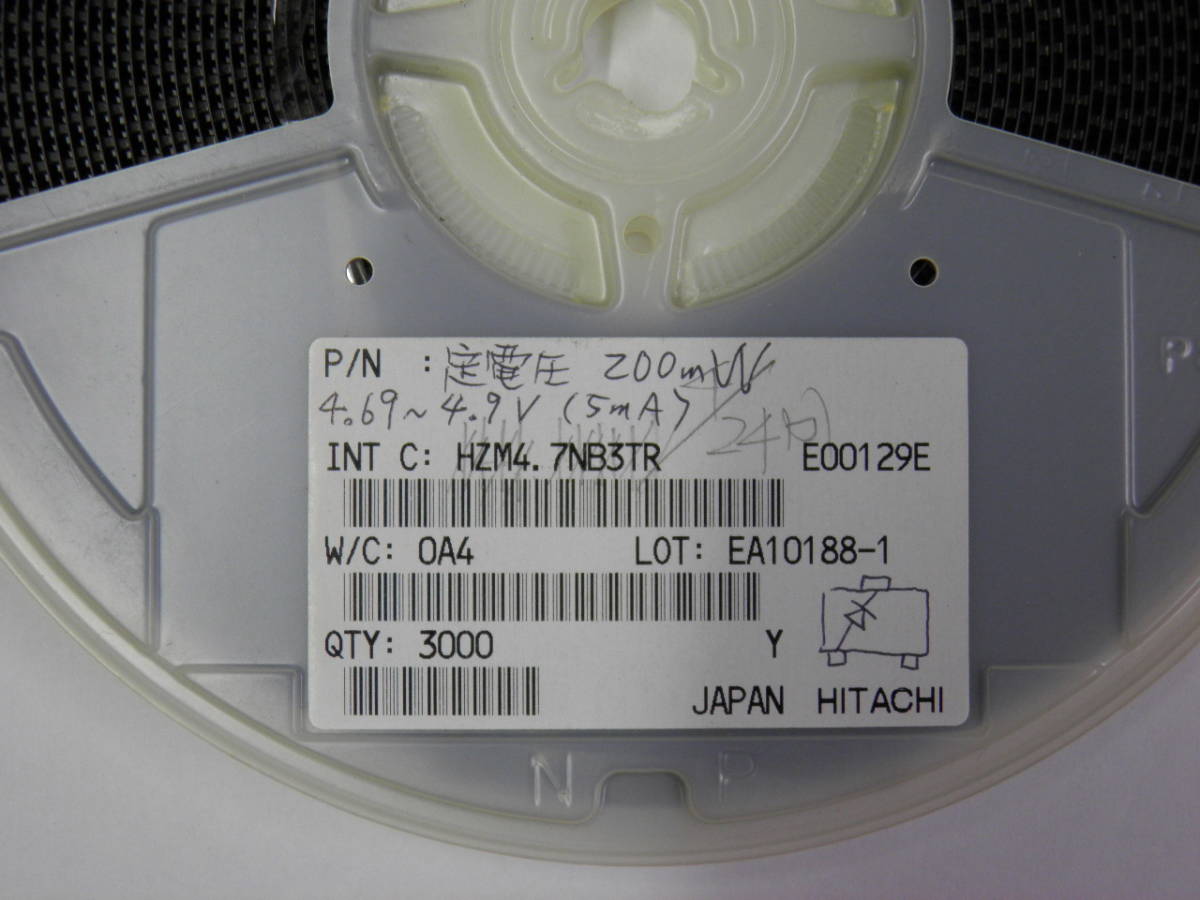 P/N : 定電圧 200mW
4.69~4.9V (5mA)
INT C: HZM4.7NB3TR E00129E
W/C: 0A4 LOT: EA10188-1
QTY: 3000 Y
JAPAN HITACHI
N P
P